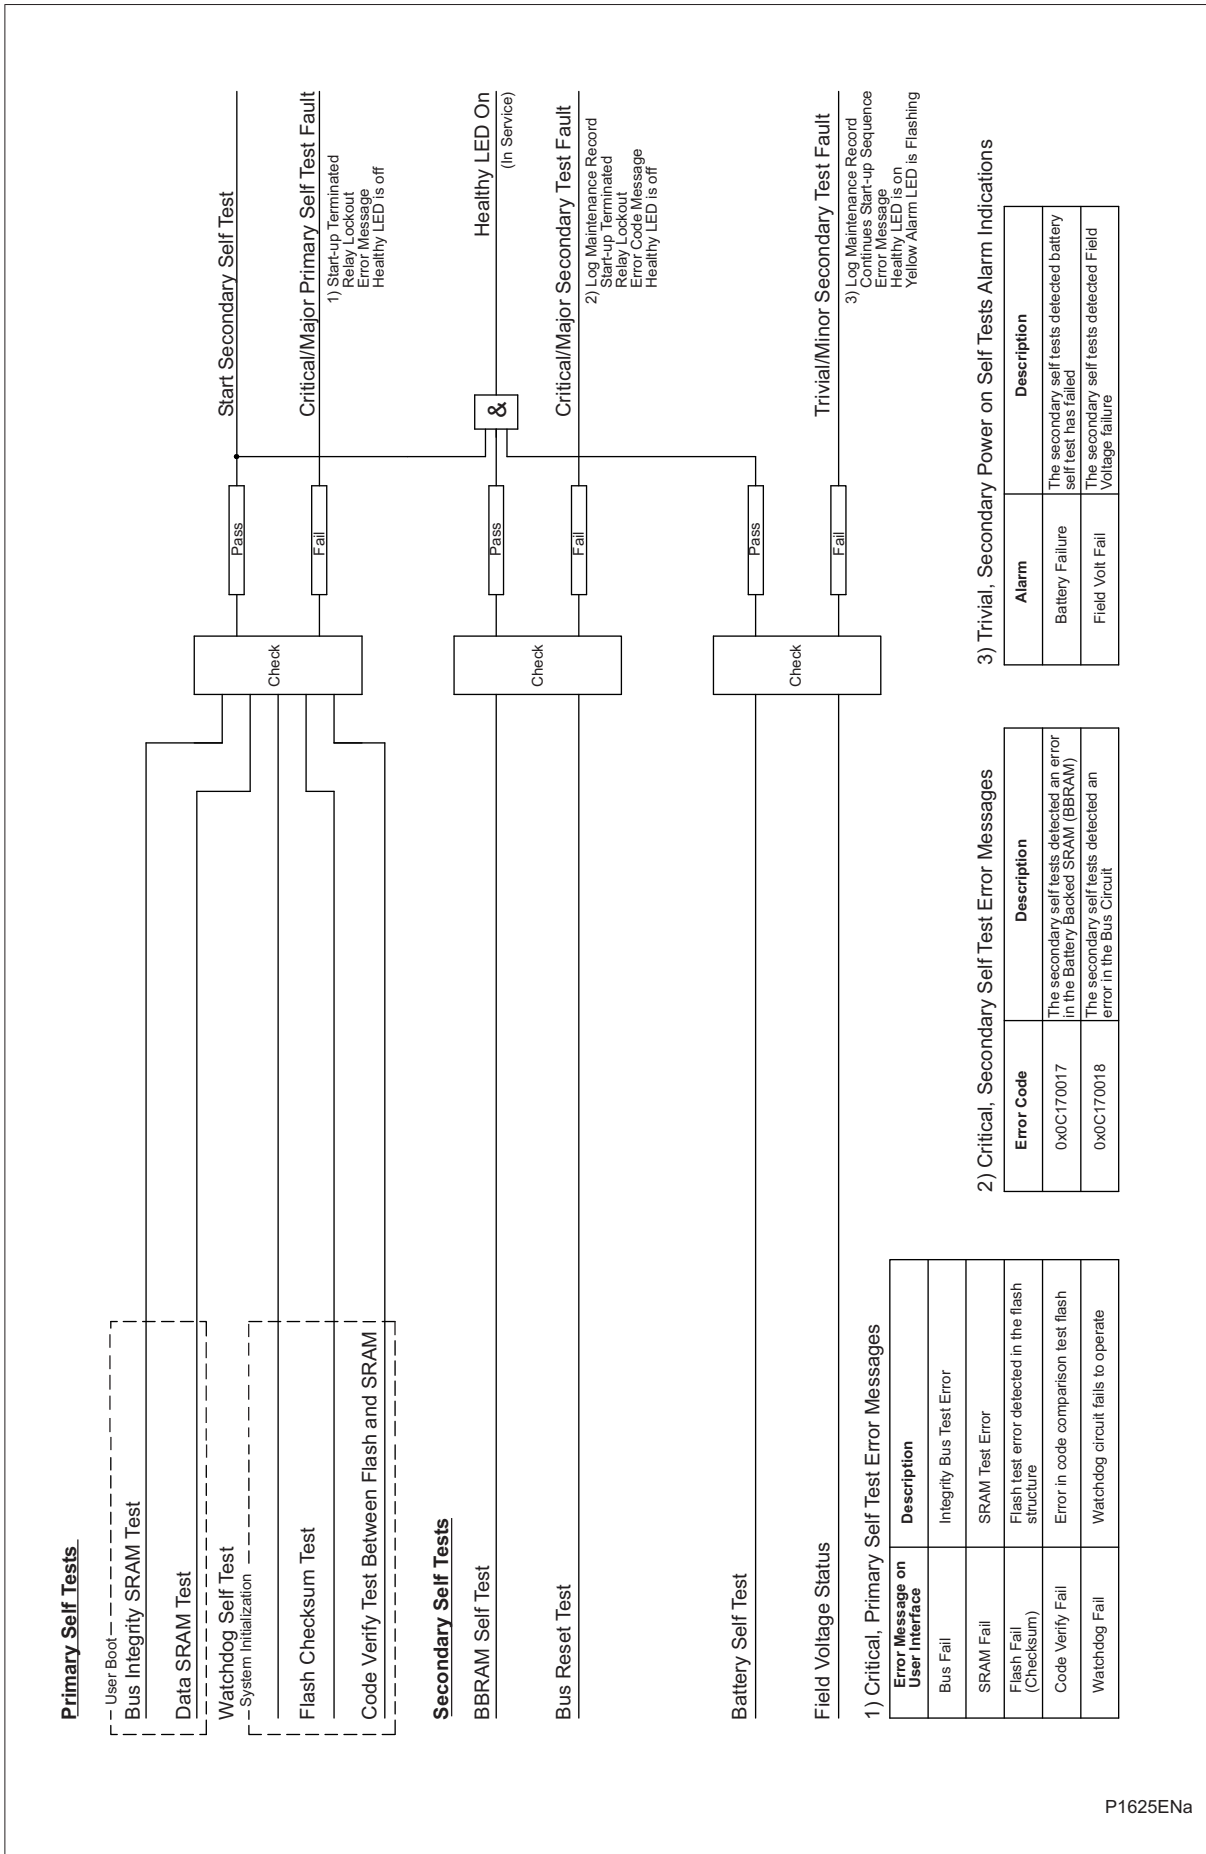 Primary Self Tests
User Boot
Bus Integrity SRAM Test
Data SRAM Test
Watchdog Self Test
System Initialization
Flash Checksum Test
Code Verify Test Between Flash and SRAM
Check
Pass
Fail
Start Secondary Self Test
Critical/Major Primary Self Test Fault
1) Start-up Terminated
Relay Lockout
Error Message
Healthy LED is off
Secondary Self Tests
BBRAM Self Test
Bus Reset Test
Check
Pass
Fail
&
Healthy LED On
(In Service)
Critical/Major Secondary Test Fault
2) Log Maintenance Record
Start-up Terminated
Relay Lockout
Error Code Message
Healthy LED is off
Battery Self Test
Field Voltage Status
Check
Pass
Fail
Trivial/Minor Secondary Test Fault
3) Log Maintenance Record
Continues Start-up Sequence
Error Message
Healthy LED is on
Yellow Alarm LED is Flashing
1) Critical, Primary Self Test Error Messages
Error Message on
User Interface
Description
Bus Fail
Integrity Bus Test Error
SRAM Fail
SRAM Test Error
Flash Fail
(Checksum)
Flash test error detected in the flash
structure
Code Verify Fail
Error in code comparison test flash
Watchdog Fail
Watchdog circuit fails to operate
2) Critical, Secondary Self Test Error Messages
Error Code
Description
0x0C170017
The secondary self tests detected an error
in the Battery Backed SRAM (BBRAM)
0x0C170018
The secondary self tests detected an
error in the Bus Circuit
3) Trivial, Secondary Power on Self Tests Alarm Indications
Alarm
Description
Battery Failure
The secondary self tests detected battery
self test has failed
Field Volt Fail
The secondary self tests detected Field
Voltage failure
P1625ENa